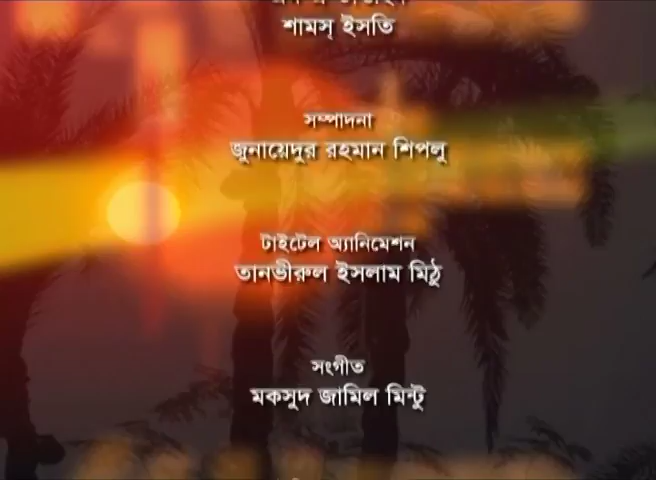 শামস্ ইসতি
সম্পাদনা
জুনায়েদুর রহমান শিপলু
টাইটেল অ্যানিমেশন
তানভীরুল ইসলাম মিঠু
সংগীত
মকসুদ জামিল মিন্টু